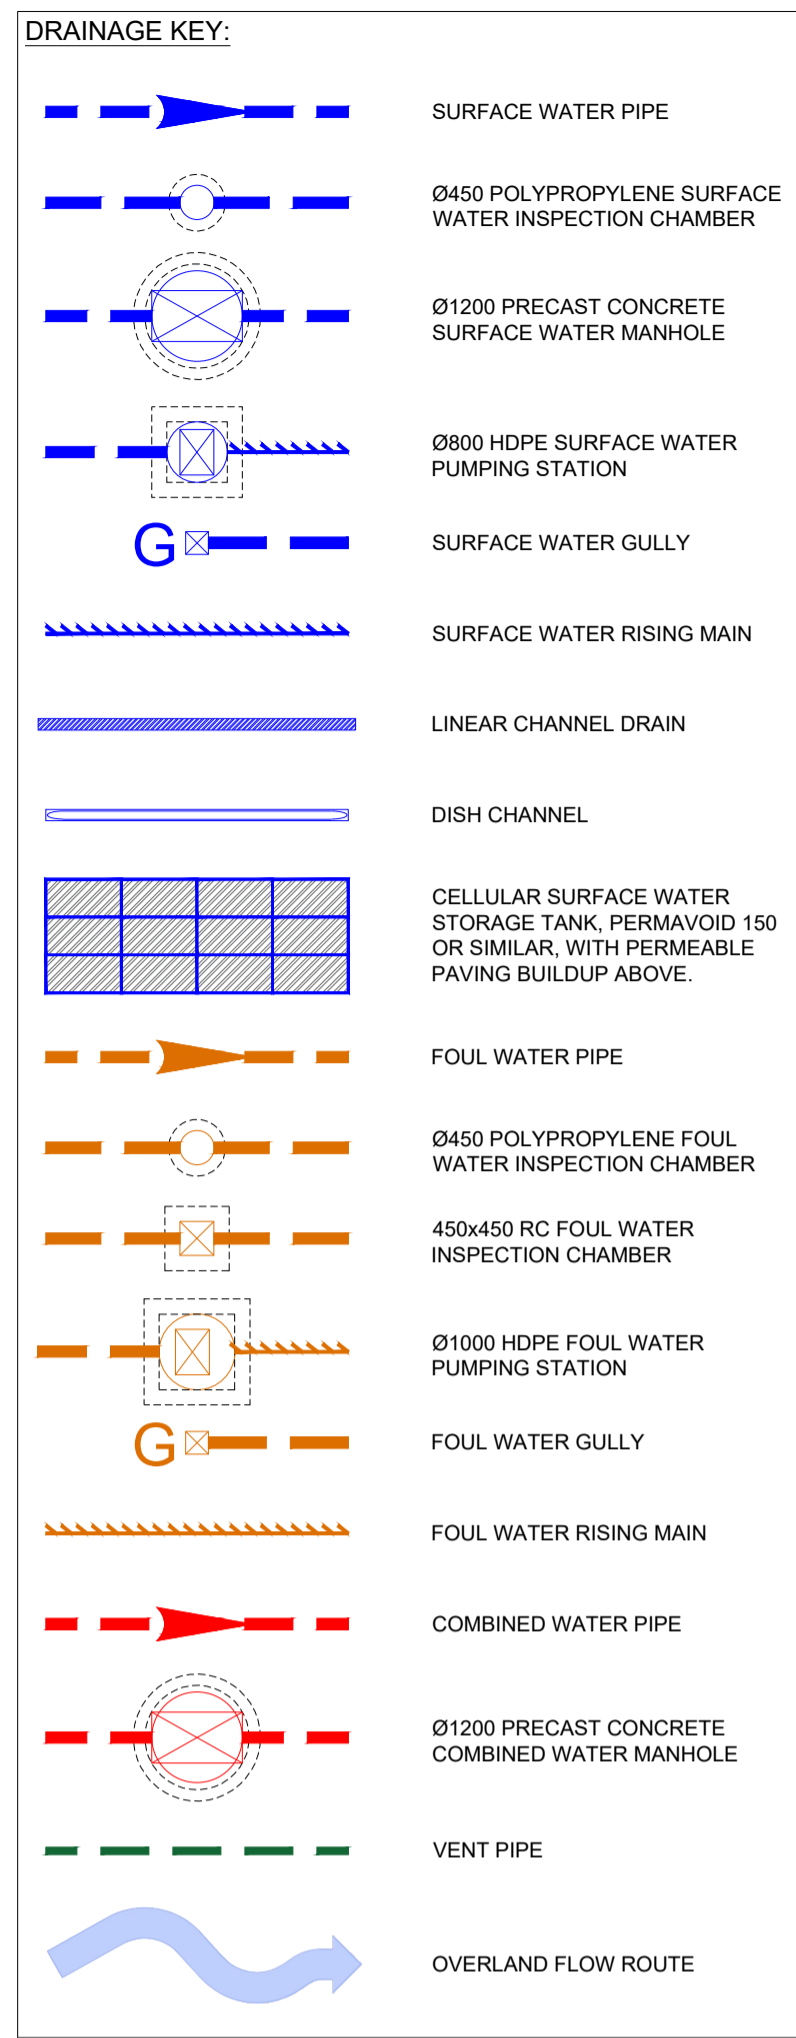 DRAINAGE KEY:
SURFACE WATER PIPE
Ø450 POLYPROPYLENE SURFACE
WATER INSPECTION CHAMBER
Ø1200 PRECAST CONCRETE
SURFACE WATER MANHOLE
Ø800 HDPE SURFACE WATER
PUMPING STATION
G
SURFACE WATER GULLY
SURFACE WATER RISING MAIN
LINEAR CHANNEL DRAIN
DISH CHANNEL
CELLULAR SURFACE WATER
STORAGE TANK, PERMAVOID 150
OR SIMILAR, WITH PERMEABLE
PAVING BUILDUP ABOVE.
FOUL WATER PIPE
Ø450 POLYPROPYLENE FOUL
WATER INSPECTION CHAMBER
450x450 RC FOUL WATER
INSPECTION CHAMBER
Ø1000 HDPE FOUL WATER
PUMPING STATION
G
FOUL WATER GULLY
FOUL WATER RISING MAIN
COMBINED WATER PIPE
Ø1200 PRECAST CONCRETE
COMBINED WATER MANHOLE
VENT PIPE
OVERLAND FLOW ROUTE